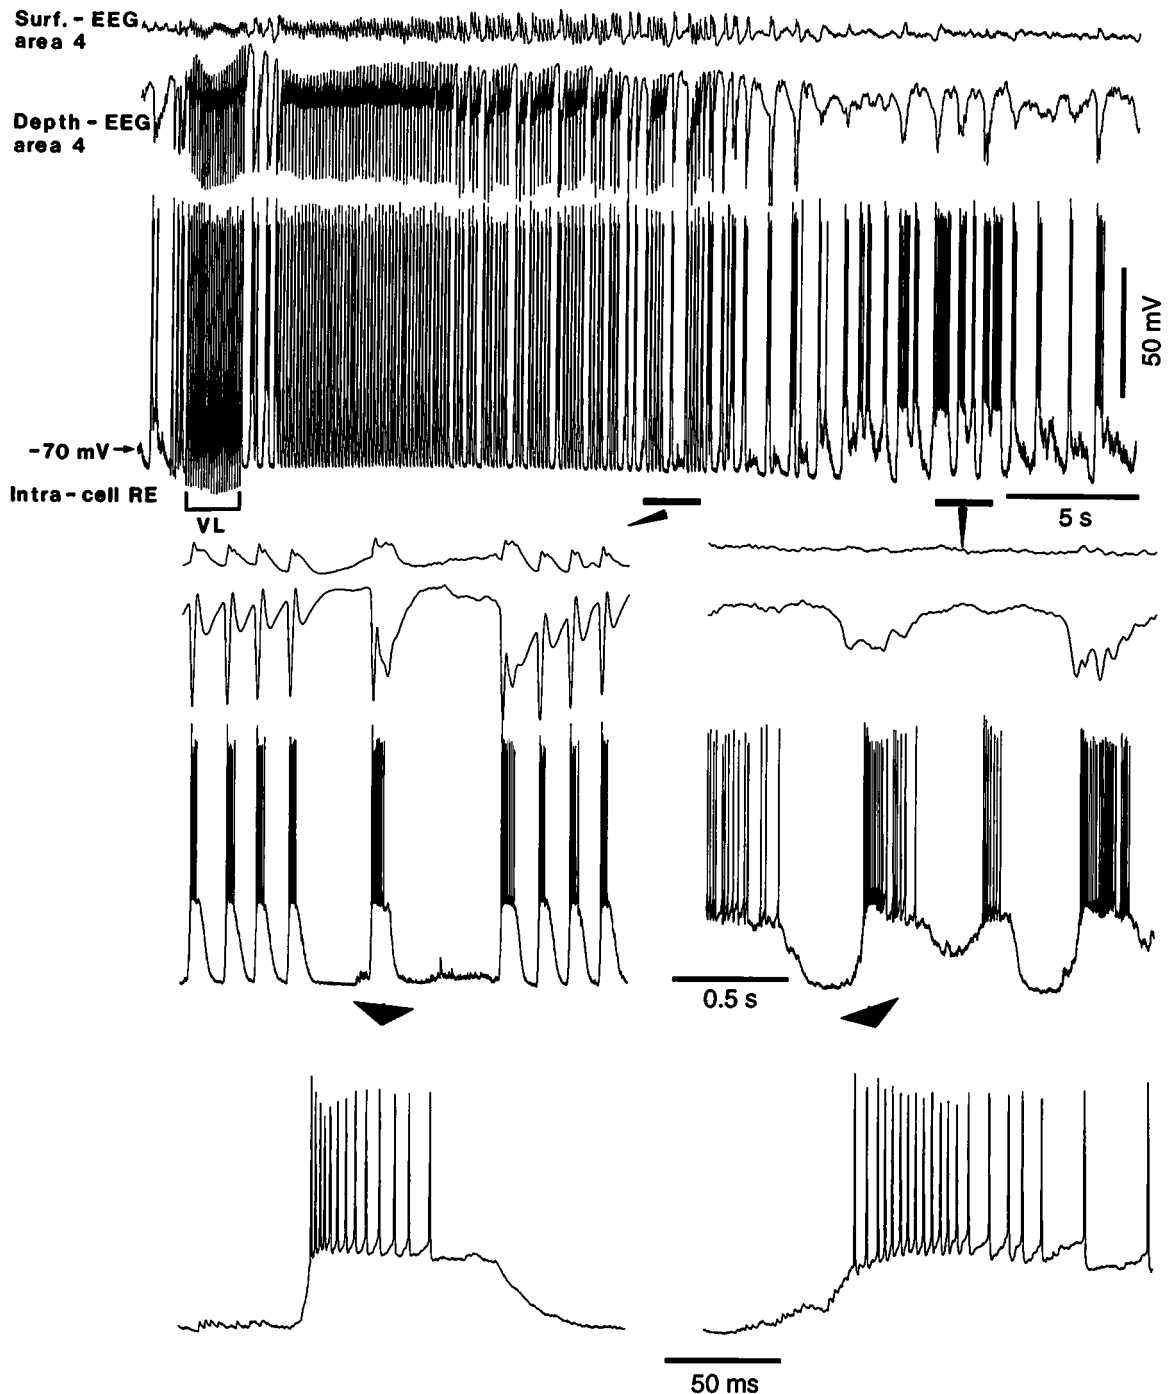 Surf.-EEG
area 4
Depth-EEG
area 4
50 mV
-70 mV
Intra-cell RE
VL
5 s
0.5 s
50 ms